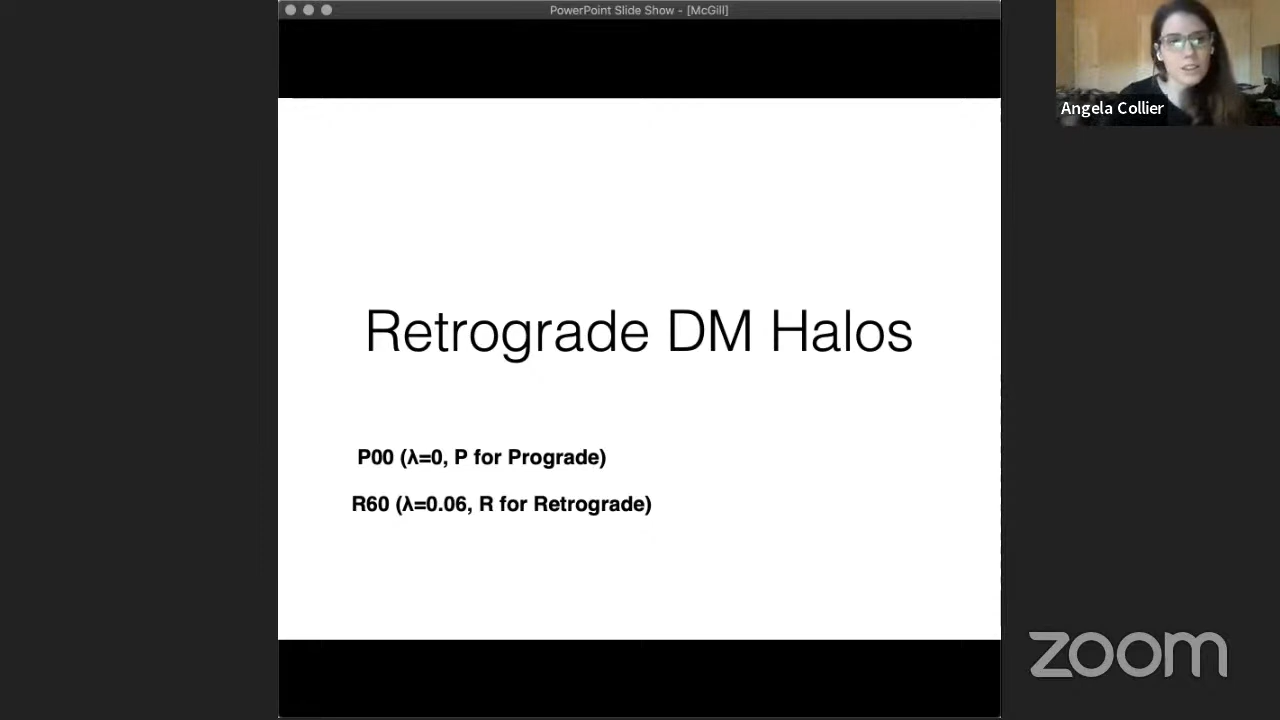 PowerPoint Slide Show - [McGill]
Angela Collier
Retrograde DM Halos
P00 (λ=0, P for Prograde)
R60 (λ=0.06, R for Retrograde)
zoom